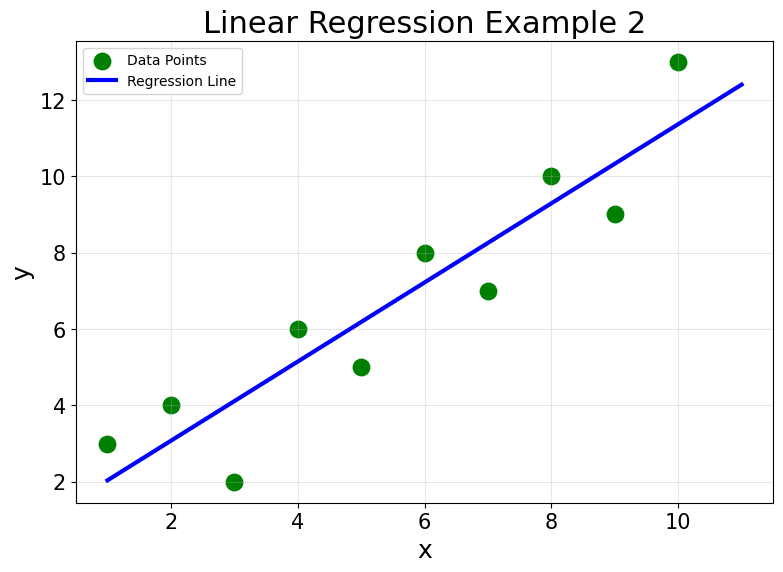 Linear Regression Example 2
Data Points
Regression Line
12
10
8
6
4
2
y
2 4 6 8 10
x